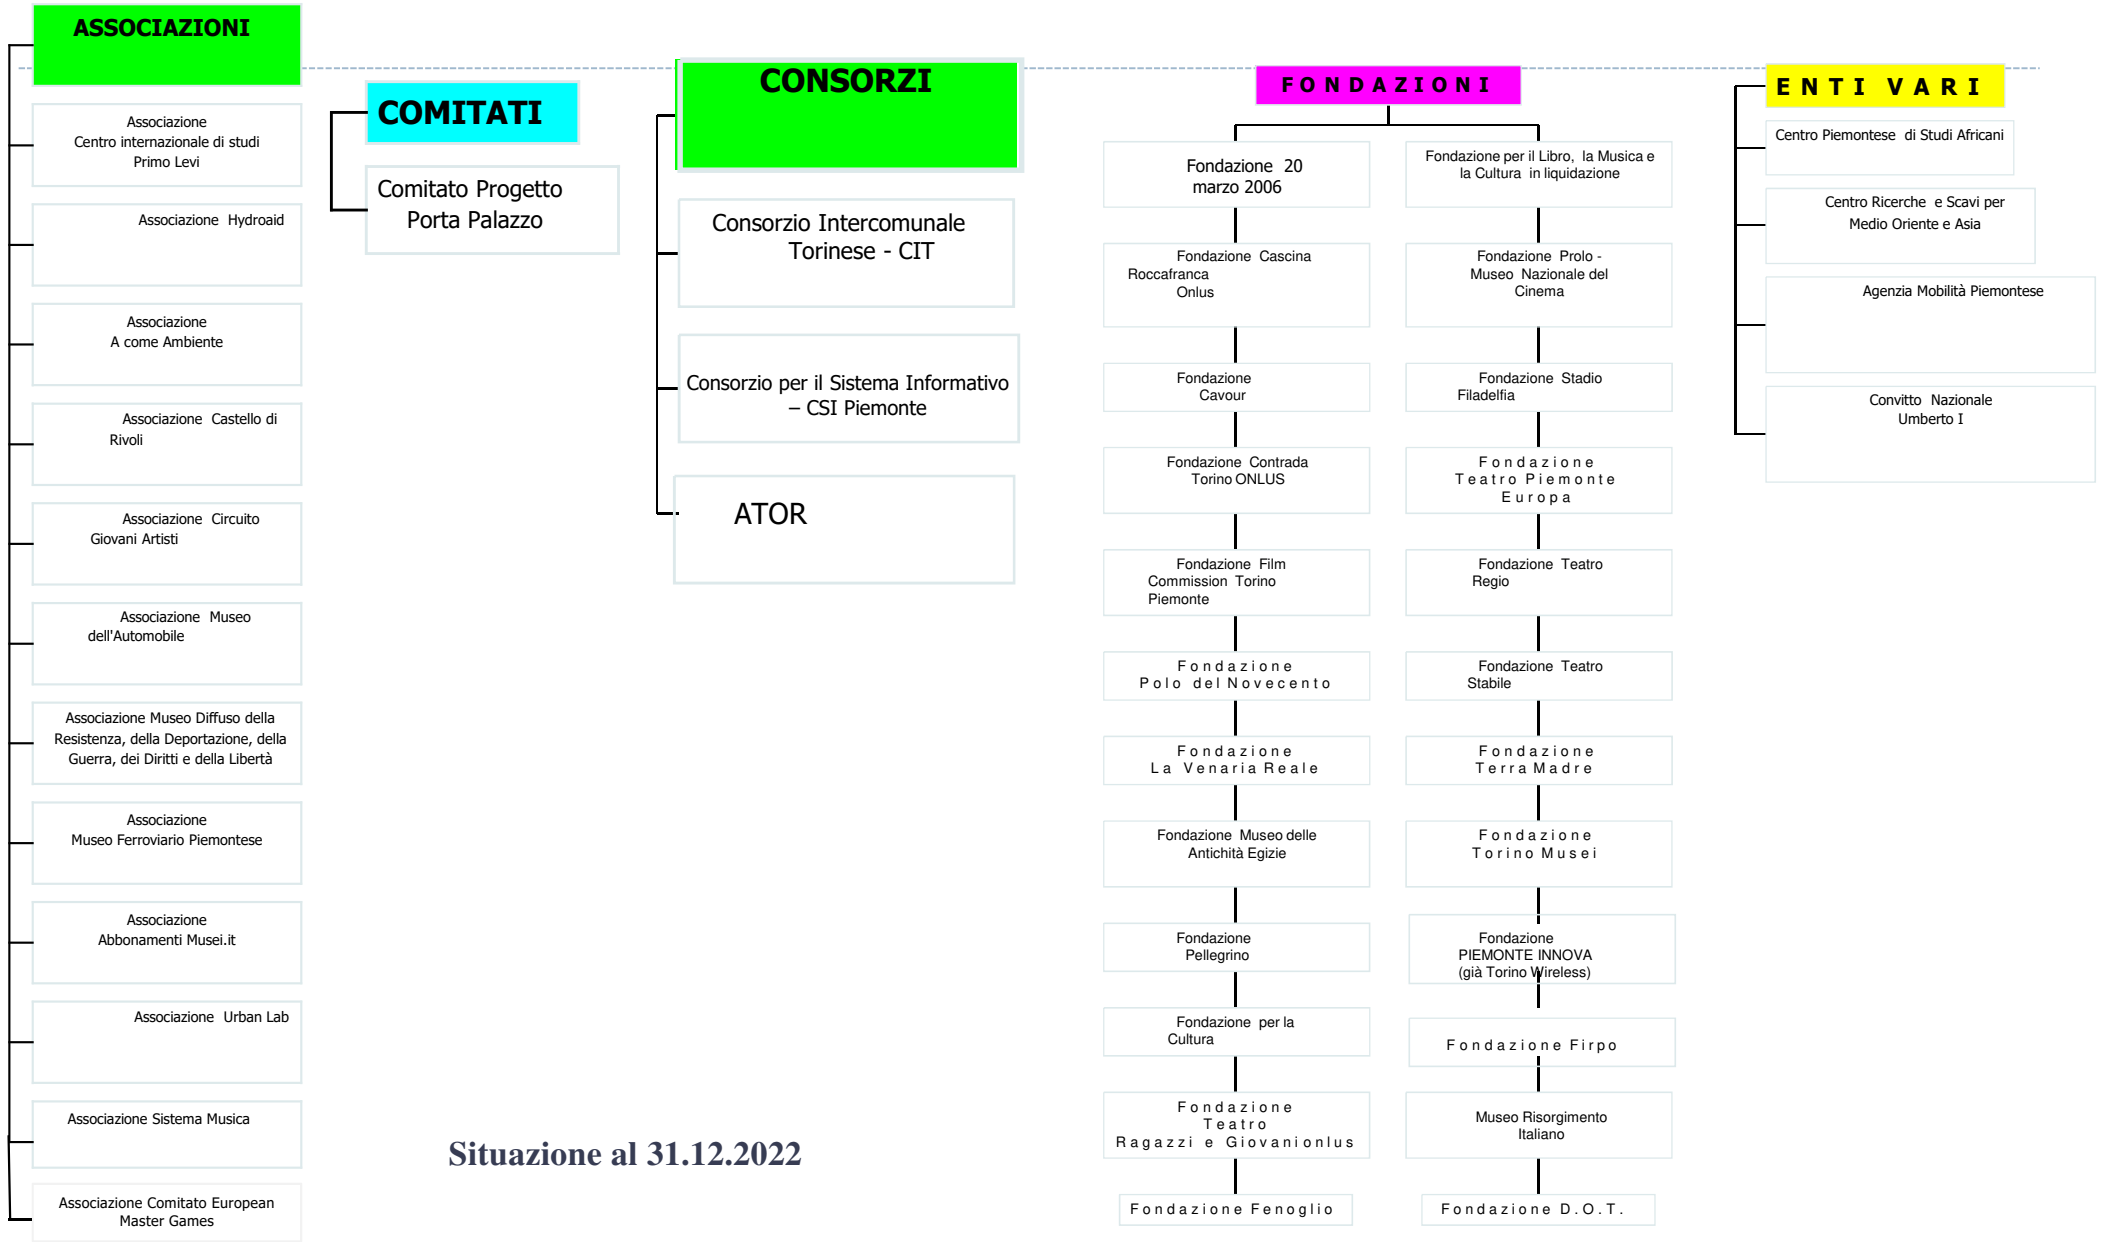 ASSOCIAZIONI
Associazione
Centro internazionale di studi
Primo Levi
Associazione Hydroaid
Associazione
A come Ambiente
Associazione Castello di
Rivoli
Associazione Circuito
Giovani Artisti
Associazione Museo
dell'Automobile
Associazione Museo Diffuso della
Resistenza, della Deportazione, della
Guerra, dei Diritti e della Libertà
Associazione
Museo Ferroviario Piemontese
Associazione
Abbonamenti Musei.it
Associazione Urban Lab
Associazione Sistema Musica
Associazione Comitato European
Master Games
COMITATI
Comitato Progetto
Porta Palazzo
CONSORZI
Consorzio Intercomunale
Torinese - CIT
Consorzio per il Sistema Informativo
– CSI Piemonte
ATOR
Situazione al 31.12.2022
FONDAZIONI
Fondazione 20
marzo 2006
Fondazione Cascina
Roccafranca
Onlus
Fondazione
Cavour
Fondazione Contrada
Torino ONLUS
Fondazione Film
Commission Torino
Piemonte
Fondazione
Polo del Novecento
Fondazione
La Venaria Reale
Fondazione Museo delle
Antichità Egizie
Fondazione
Pellegrino
Fondazione per la
Cultura
Fondazione
Teatro
Ragazzi e Giovanionlus
Fondazione Fenoglio
Fondazione per il Libro, la Musica e
la Cultura in liquidazione
Fondazione Prolo -
Museo Nazionale del
Cinema
Fondazione Stadio
Filadelfia
Fondazione
Teatro Piemonte
Europa
Fondazione Teatro
Regio
Fondazione Teatro
Stabile
Fondazione
Terra Madre
Fondazione
Torino Musei
Fondazione
PIEMONTE INNOVA
(già Torino Wireless)
Fondazione Firpo
Museo Risorgimento
Italiano
Fondazione D.O.T.
ENTI VARI
Centro Piemontese di Studi Africani
Centro Ricerche e Scavi per
Medio Oriente e Asia
Agenzia Mobilità Piemontese
Convitto Nazionale
Umberto I